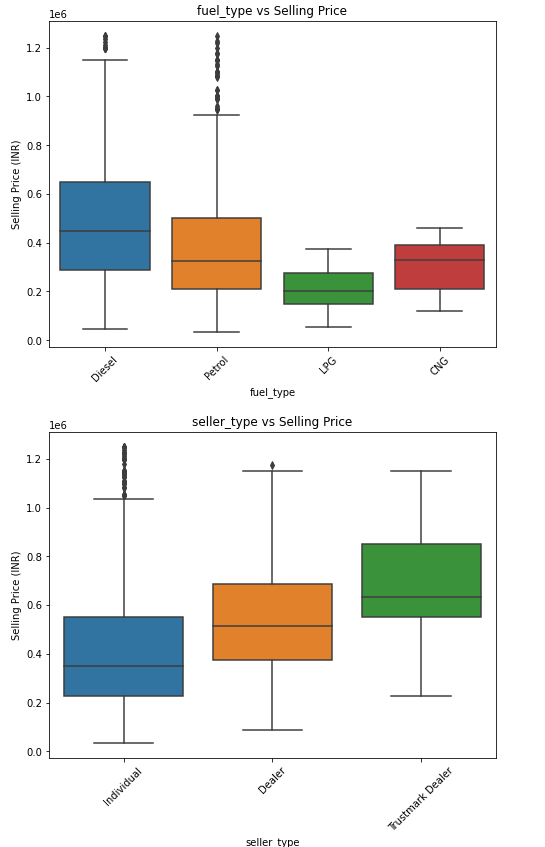 fuel_type vs Selling Price
1e6
1.2
1.0
0.8
0.6
0.4
0.2
0.0
Selling Price (INR)
Diesel
Petrol
LPG
CNG
fuel_type
seller_type vs Selling Price
1e6
1.2
1.0
0.8
0.6
0.4
0.2
0.0
Selling Price (INR)
Individual
Dealer
Trustmark Dealer
seller_type